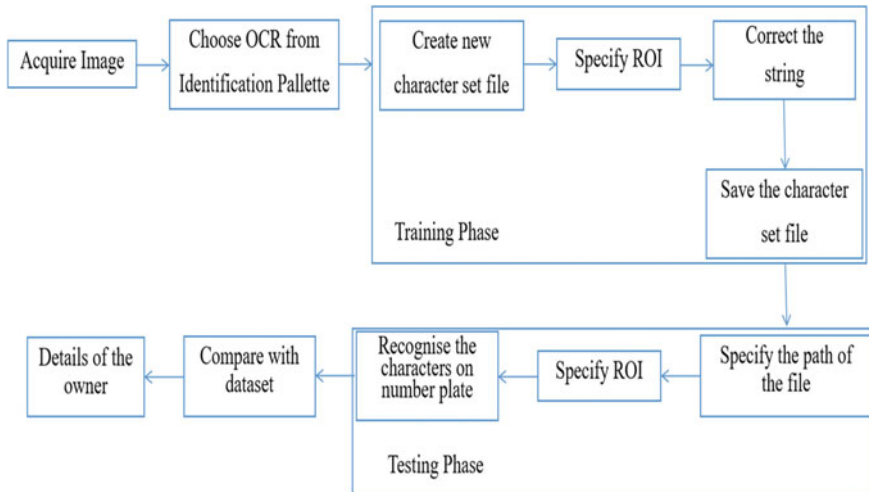 Acquire Image
Choose OCR from
Identification Pallette
Create new
character set file
Specify ROI
Correct the
string
Save the character
set file
Training Phase
Specify the path of
the file
Specify ROI
Recognise the
characters on
number plate
Compare with
dataset
Details of the
owner
Testing Phase